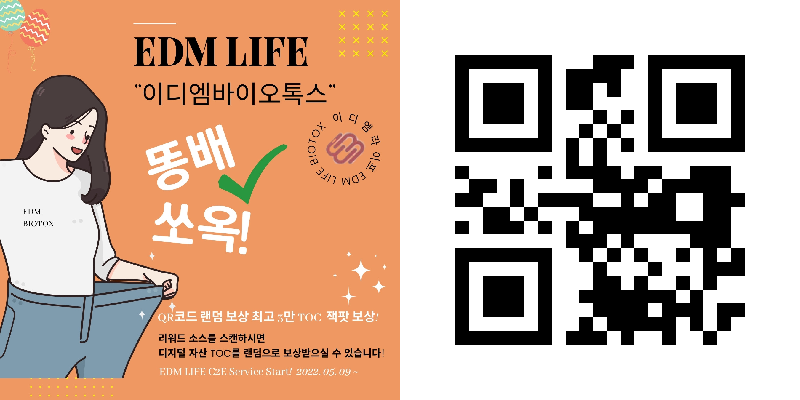 EDM LIFE
"이디엠바이오톡스"
이디엠라이프 EDM LIFE BIOTOX
똥배
쏘옥!
EDM
BIOTOX
QR코드 랜덤 보상 최고 5만 TOC 잭팟 보상!
리워드 소스를 스캔하시면
디지털 자산 TOC를 랜덤으로 보상받으실 수 있습니다!
EDM LIFE C2E Service Start! 2022. 05. 09 ~